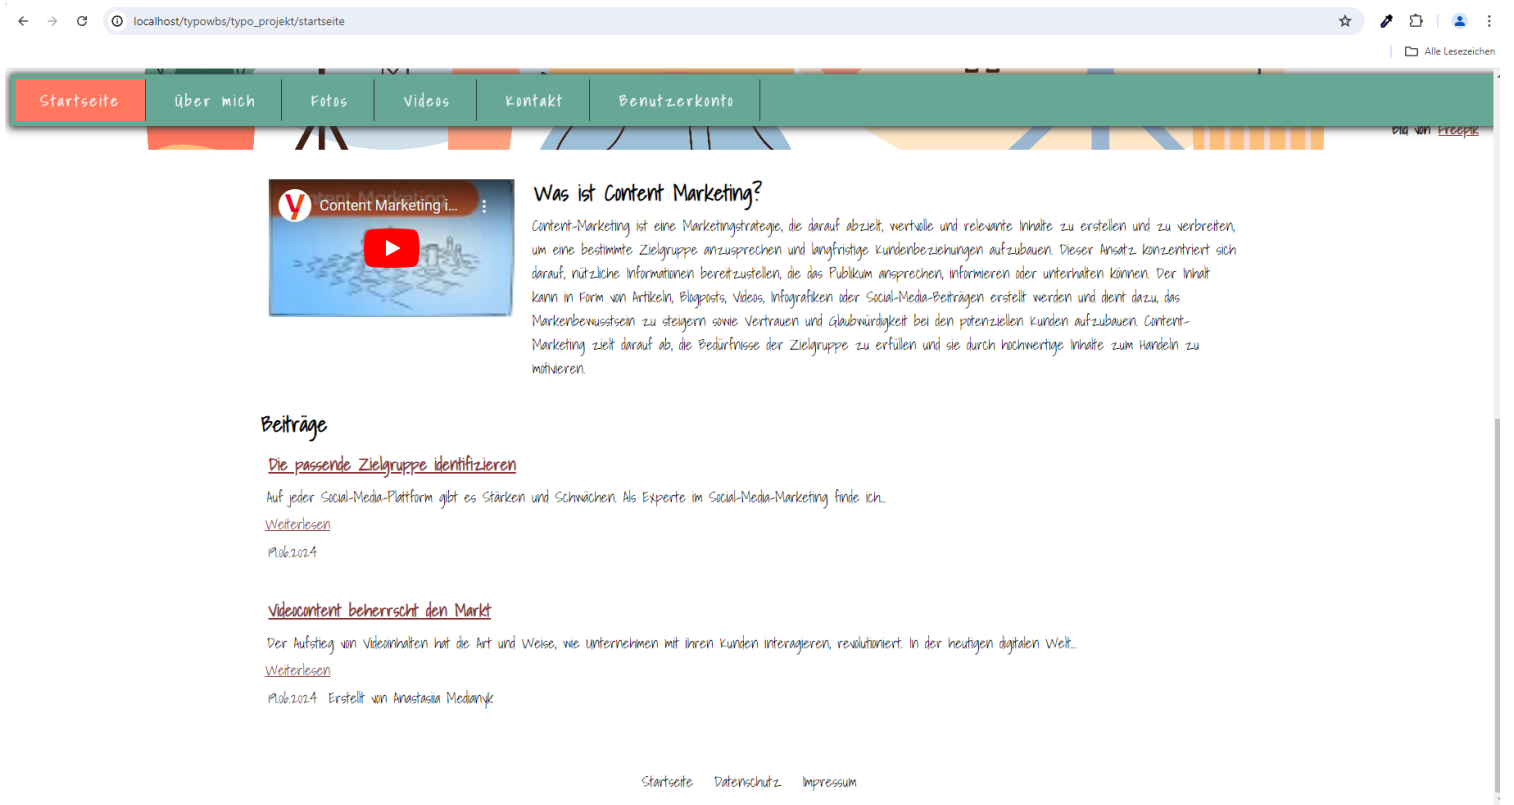 localhost/typowbs/typo_projekt/startseite
Alle Lesezeichen
Startseite
Über mich
Fotos
Videos
Kontakt
Benutzerkonto
Bild von Freepik
Content Marketing i...
Was ist Content Marketing?
Content-Marketing ist eine Marketingstrategie, die darauf abzielt, wertvolle und relevante Inhalte zu erstellen und zu verbreiten,
um eine bestimmte Zielgruppe anzusprechen und langfristige Kundenbeziehungen aufzubauen. Dieser Ansatz konzentriert sich
darauf, nützliche Informationen bereitzustellen, die das Publikum ansprechen, informieren oder unterhalten können. Der Inhalt
kann in Form von Artikeln, Blogposts, Videos, Infografiken oder Social-Media-Beiträgen erstellt werden und dient dazu, das
Markenbewusstsein zu steigern sowie Vertrauen und Glaubwürdigkeit bei den potenziellen Kunden aufzubauen. Content-
Marketing zielt darauf ab, die Bedürfnisse der Zielgruppe zu erfüllen und sie durch hochwertige Inhalte zum Handeln zu
motivieren.
Beiträge
Die passende Zielgruppe identifizieren
Auf jeder Social-Media-Plattform gibt es Stärken und Schwächen. Als Experte im Social-Media-Marketing finde ich...
Weiterlesen
19.06.2024
Videocontent beherrscht den Markt
Der Aufstieg von Videoinhalten hat die Art und Weise, wie Unternehmen mit ihren Kunden interagieren, revolutioniert. In der heutigen digitalen Welt...
Weiterlesen
19.06.2024 Erstellt von Anastasiia Medianyk
Startseite Datenschutz Impressum